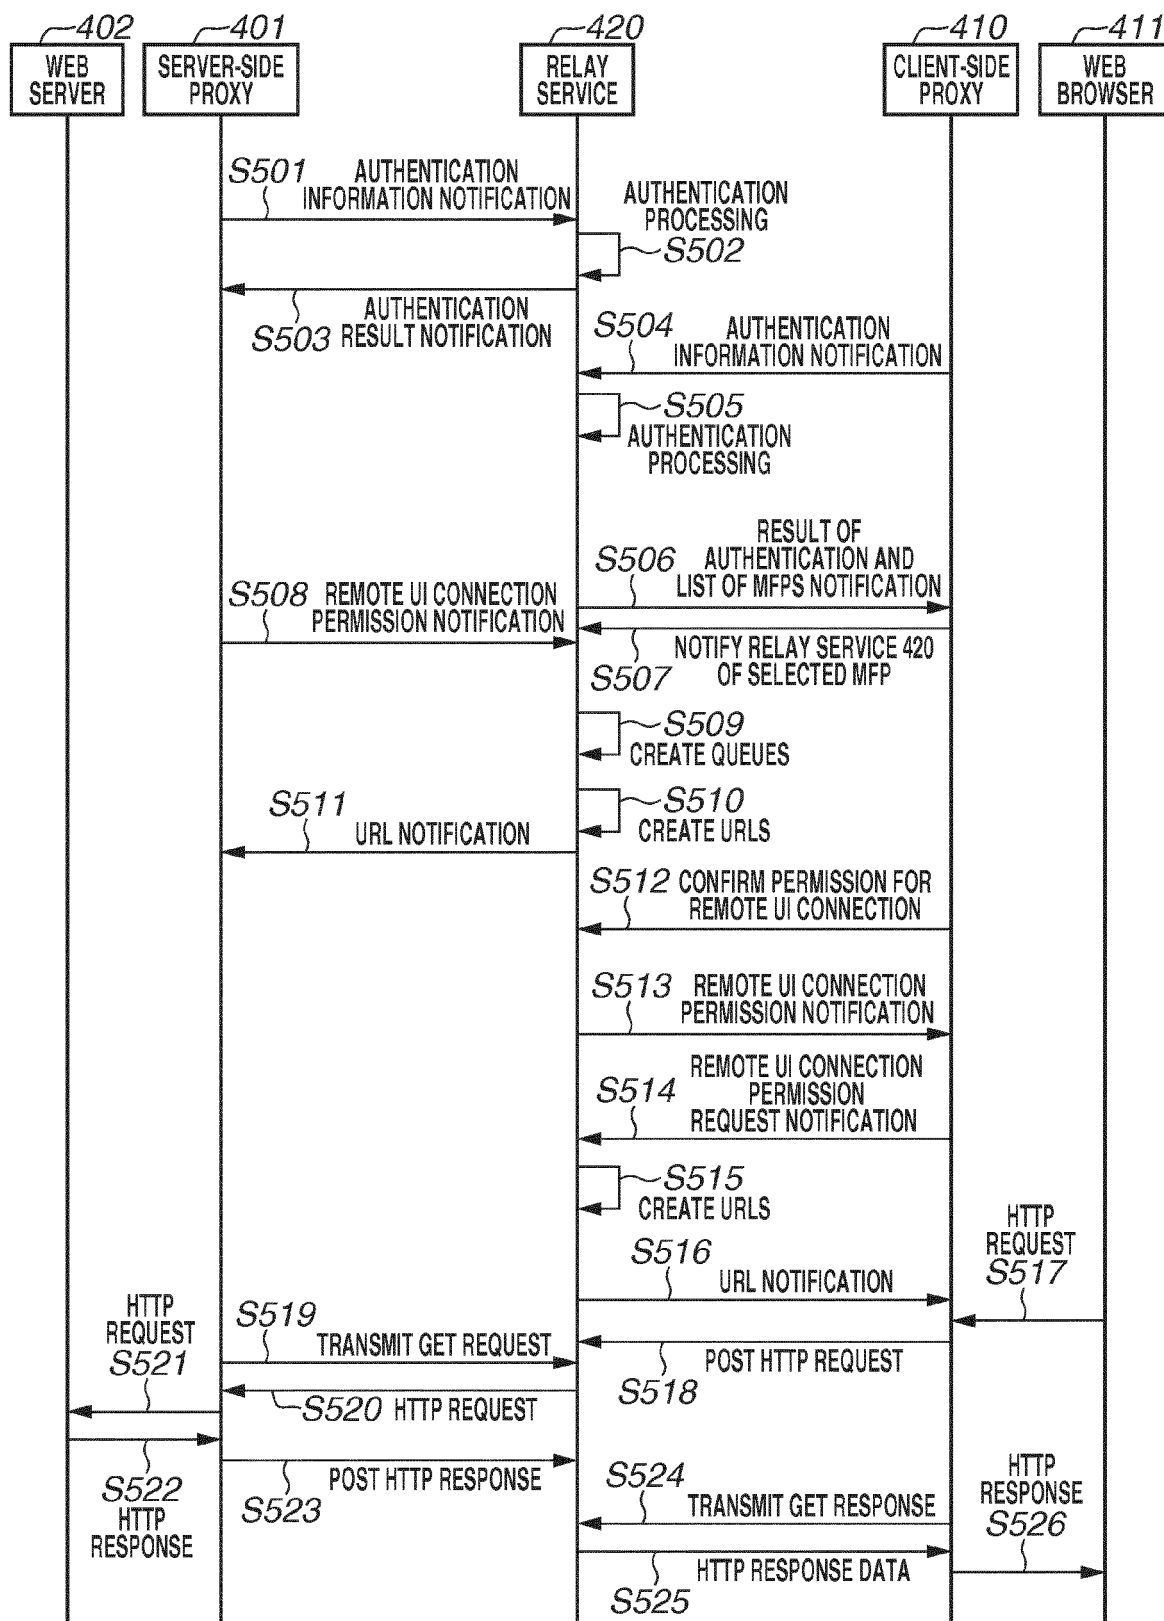 402
401
420
410
411
WEB
SERVER
SERVER-SIDE
PROXY
RELAY
SERVICE
CLIENT-SIDE
PROXY
WEB
BROWSER
S501
AUTHENTICATION
INFORMATION NOTIFICATION
AUTHENTICATION
PROCESSING
S502
S503
AUTHENTICATION
RESULT NOTIFICATION
S504
AUTHENTICATION
INFORMATION NOTIFICATION
S505
AUTHENTICATION
PROCESSING
S506
RESULT OF
AUTHENTICATION AND
LIST OF MFPS NOTIFICATION
S508
REMOTE UI CONNECTION
PERMISSION NOTIFICATION
S507
NOTIFY RELAY SERVICE 420
OF SELECTED MFP
S509
CREATE QUEUES
S510
CREATE URLS
S511
URL NOTIFICATION
S512
CONFIRM PERMISSION FOR
REMOTE UI CONNECTION
S513
REMOTE UI CONNECTION
PERMISSION NOTIFICATION
S514
REMOTE UI CONNECTION
PERMISSION
REQUEST NOTIFICATION
S515
CREATE URLS
HTTP
REQUEST
S517
S516
URL NOTIFICATION
HTTP
REQUEST
S521
S519
TRANSMIT GET REQUEST
POST HTTP REQUEST
S518
S520
HTTP REQUEST
S522
HTTP
RESPONSE
POST HTTP RESPONSE
S523
S524
TRANSMIT GET RESPONSE
HTTP
RESPONSE
S526
HTTP RESPONSE DATA
S525